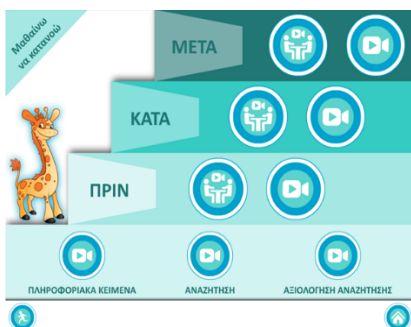 Μαθαίνω
να κατανοώ
ΜΕΤΑ
ΚΑΤΑ
ΠΡΙΝ
ΠΛΗΡΟΦΟΡΙΑΚΑ ΚΕΙΜΕΝΑ
ΑΝΑΖΗΤΗΣΗ
ΑΞΙΟΛΟΓΗΣΗ ΑΝΑΖΗΤΗΣΗΣ